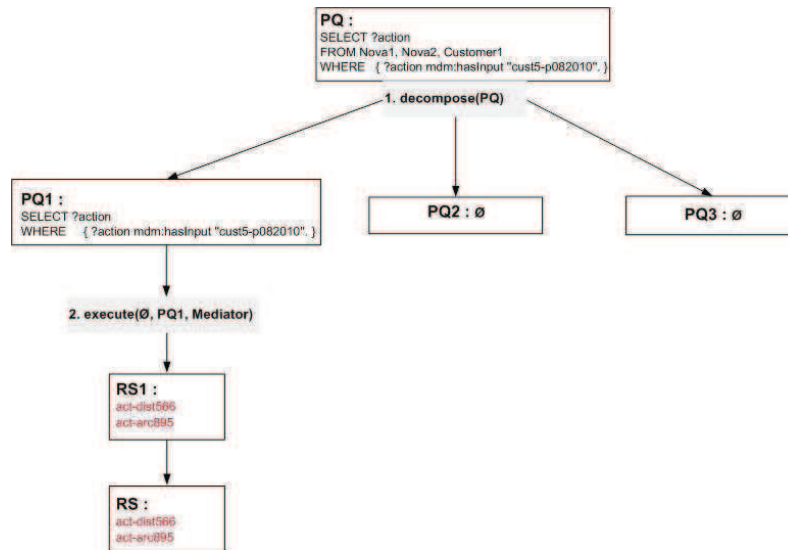 PQ :
SELECT ?action
FROM Nova1, Nova2, Customer1
WHERE { ?action mdm:hasInput "cust5-p082010". }
1. decompose(PQ)
PQ1 :
SELECT ?action
WHERE { ?action mdm:hasInput "cust5-p082010". }
PQ2 : ø
PQ3 : ø
2. execute(Ø, PQ1, Mediator)
RS1 :
act-dist566
act-arc895
RS :
act-dist566
act-arc895